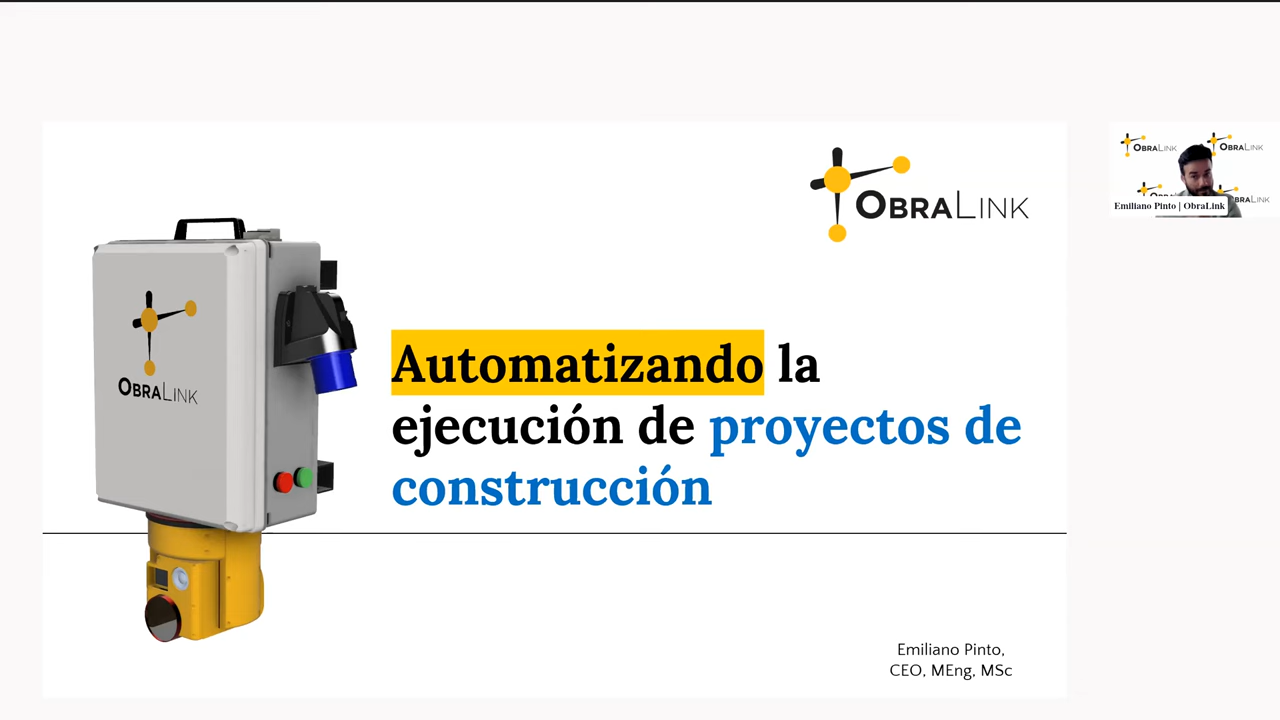 OBRALINK
OBRALINK
Automatizando la
ejecución de proyectos de
construcción
Emiliano Pinto,
CEO, MEng, MSc
OBRALINK
OBRALINK
Emiliano Pinto | ObraLink